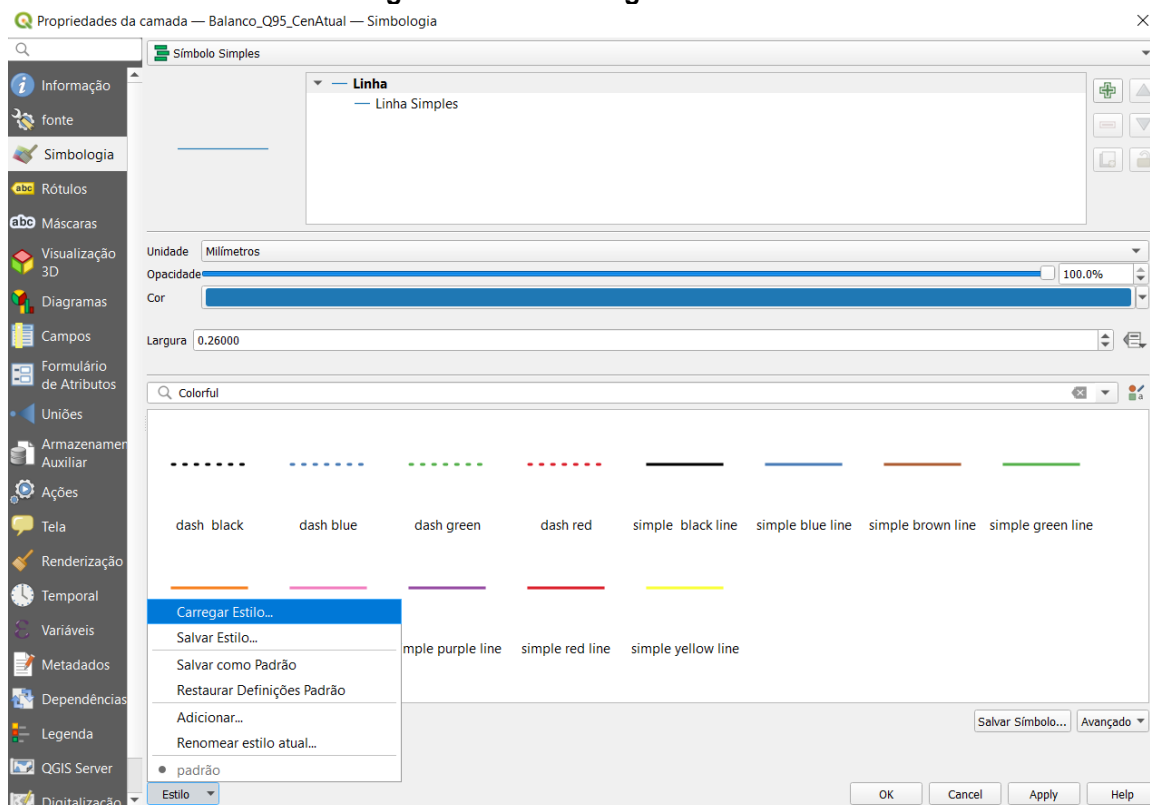 Propriedades da camada — Balanco_Q95_CenAtual — Simbologia
Símbolo Simples
Informação
fonte
Simbologia
Rótulos
Máscaras
Visualização
3D
Diagramas
Campos
Formulário
de Atributos
Uniões
Armazenamen
Auxiliar
Ações
Tela
Renderização
Temporal
Variáveis
Metadados
Dependências
Legenda
QGIS Server
Digitalização
Linha
Linha Simples
Unidade Milímetros
Opacidade 100.0%
Cor
Largura 0.26000
Colorful
dash black dash blue dash green dash red simple black line simple blue line simple brown line simple green line
mple purple line simple red line simple yellow line
Carregar Estilo...
Salvar Estilo...
Salvar como Padrão
Restaurar Definições Padrão
Adicionar...
Renomear estilo atual...
padrão
Salvar Símbolo... Avançado
Estilo OK Cancel Apply Help